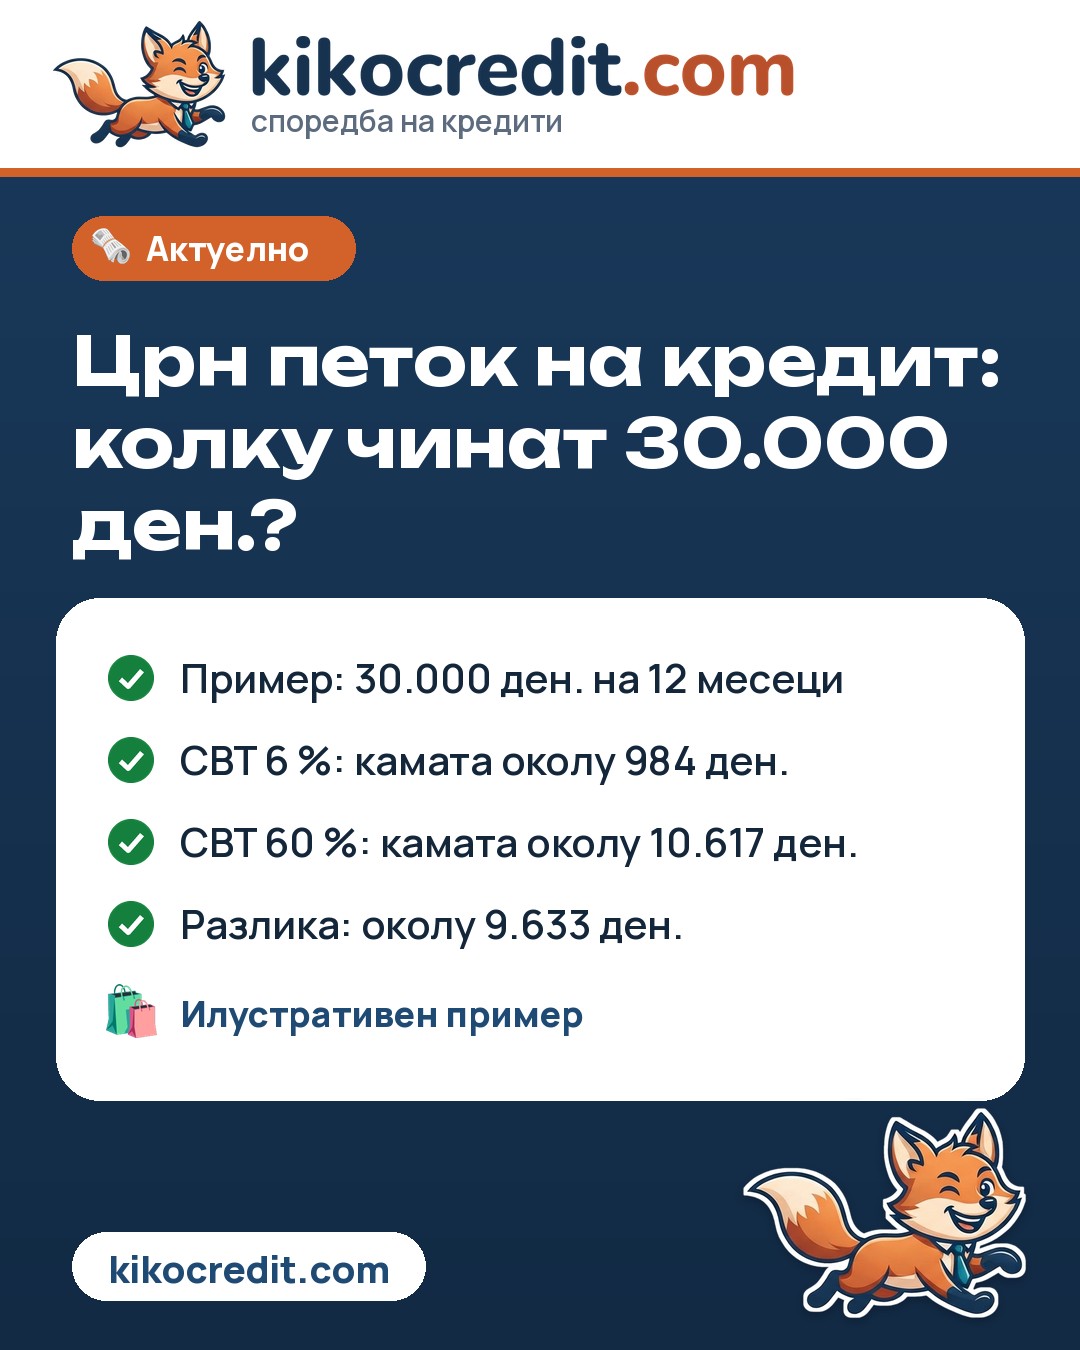 kikocredit.com
споредба на кредити
Актуелно
Црн петок на кредит:
колку чинат 30.000
ден.?
Пример: 30.000 ден. на 12 месеци
СВТ 6 %: камата околу 984 ден.
СВТ 60 %: камата околу 10.617 ден.
Разлика: околу 9.633 ден.
Илустративен пример
kikocredit.com